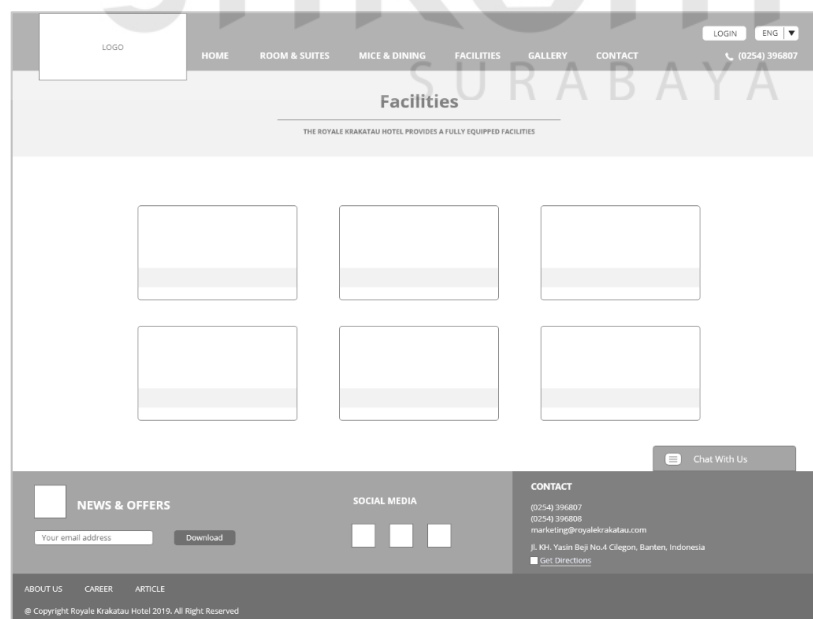 LOGO
LOGIN
ENG
HOME ROOM & SUITES MICE & DINING FACILITIES GALLERY CONTACT (0254) 396807
SURABAYA
Facilities
THE ROYALE KRAKATAU HOTEL PROVIDES A FULLY EQUIPPED FACILITIES
Chat With Us
NEWS & OFFERS
Your email address Download
SOCIAL MEDIA
CONTACT
(0254) 396807
(0254) 396808
marketing@royalekrakatau.com
Jl. KH. Yasin Beji No.4 Cilegon, Banten, Indonesia
Get Directions
ABOUT US CAREER ARTICLE
@ Copyright Royale Krakatau Hotel 2019. All Right Reserved